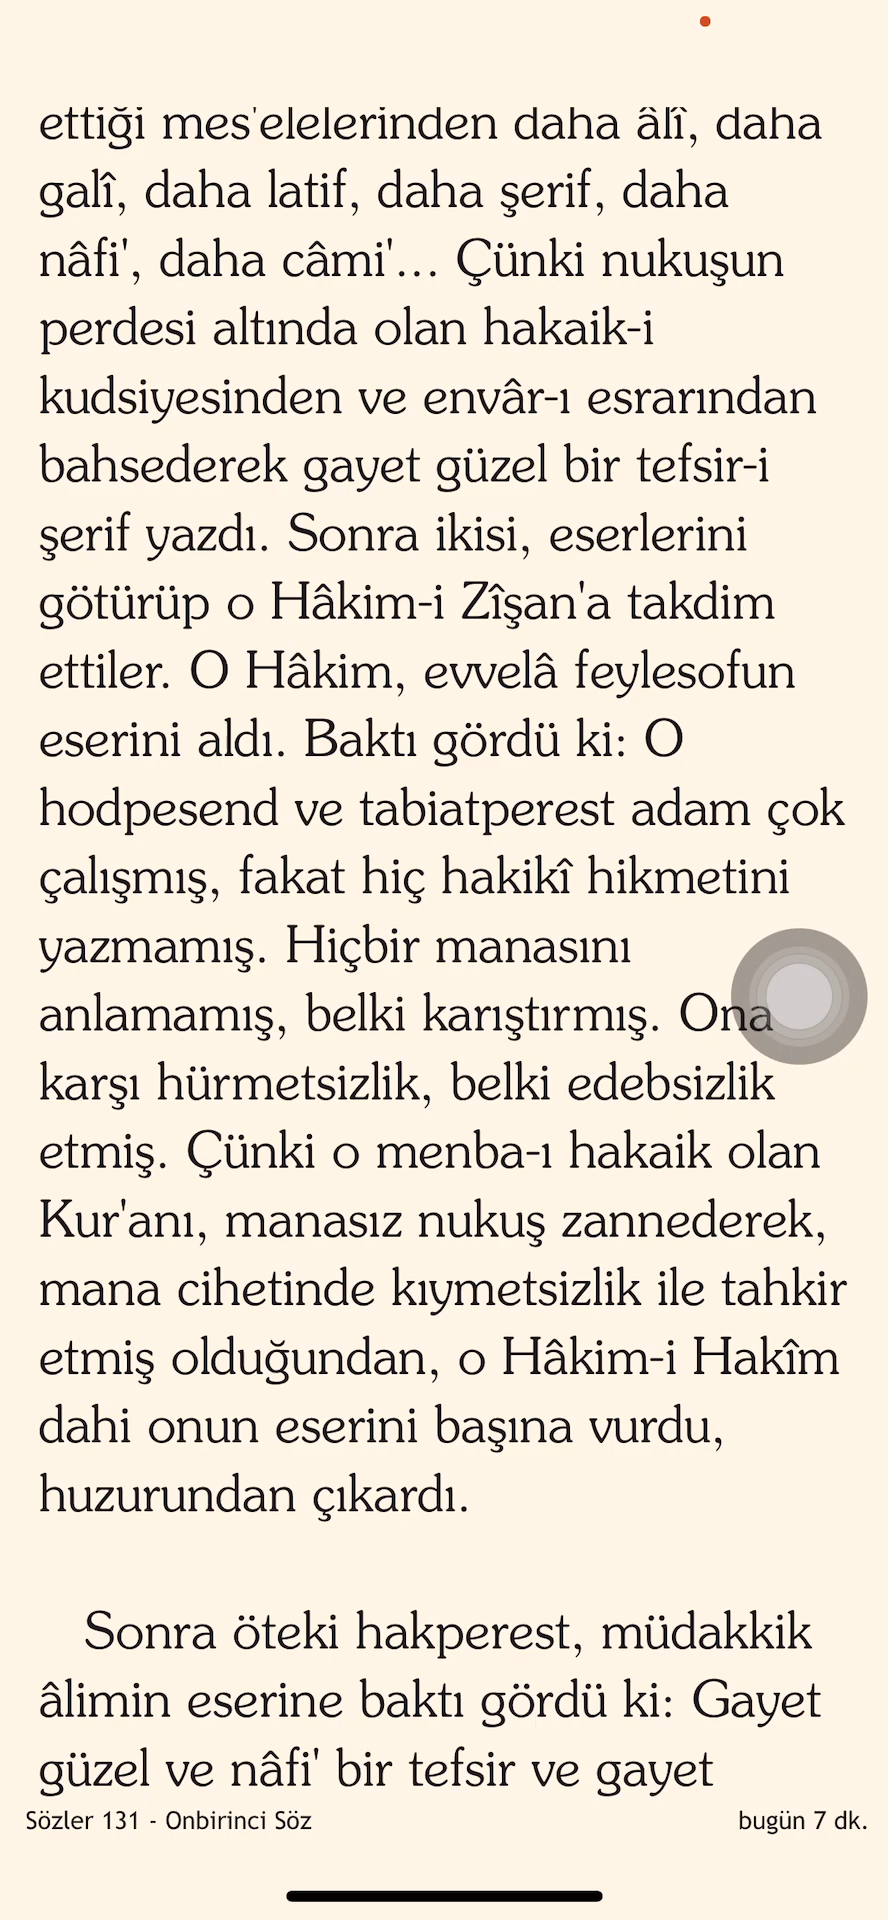 ettiği mes'elelerinden daha âlî, daha
galî, daha latif, daha şerif, daha
nâfi', daha câmi'... Çünki nukuşun
perdesi altında olan hakaik-i
kudsiyesinden ve envâr-ı esrarından
bahsederek gayet güzel bir tefsir-i
şerif yazdı. Sonra ikisi, eserlerini
götürüp o Hâkim-i Zîşan'a takdim
ettiler. O Hâkim, evvelâ feylesofun
eserini aldı. Baktı gördü ki: O
hodpesend ve tabiatperest adam çok
çalışmış, fakat hiç hakikî hikmetini
yazmamış. Hiçbir manasını
anlamamış, belki karıştırmış. Ona
karşı hürmetsizlik, belki edebsizlik
etmiş. Çünki o menba-ı hakaik olan
Kur'anı, manasız nukuş zannederek,
mana cihetinde kıymetsizlik ile tahkir
etmiş olduğundan, o Hâkim-i Hakîm
dahi onun eserini başına vurdu,
huzurundan çıkardı.
Sonra öteki hakperest, müdakkik
âlimin eserine baktı gördü ki: Gayet
güzel ve nâfi' bir tefsir ve gayet
Sözler 131 - Onbirinci Söz
bugün 7 dk.